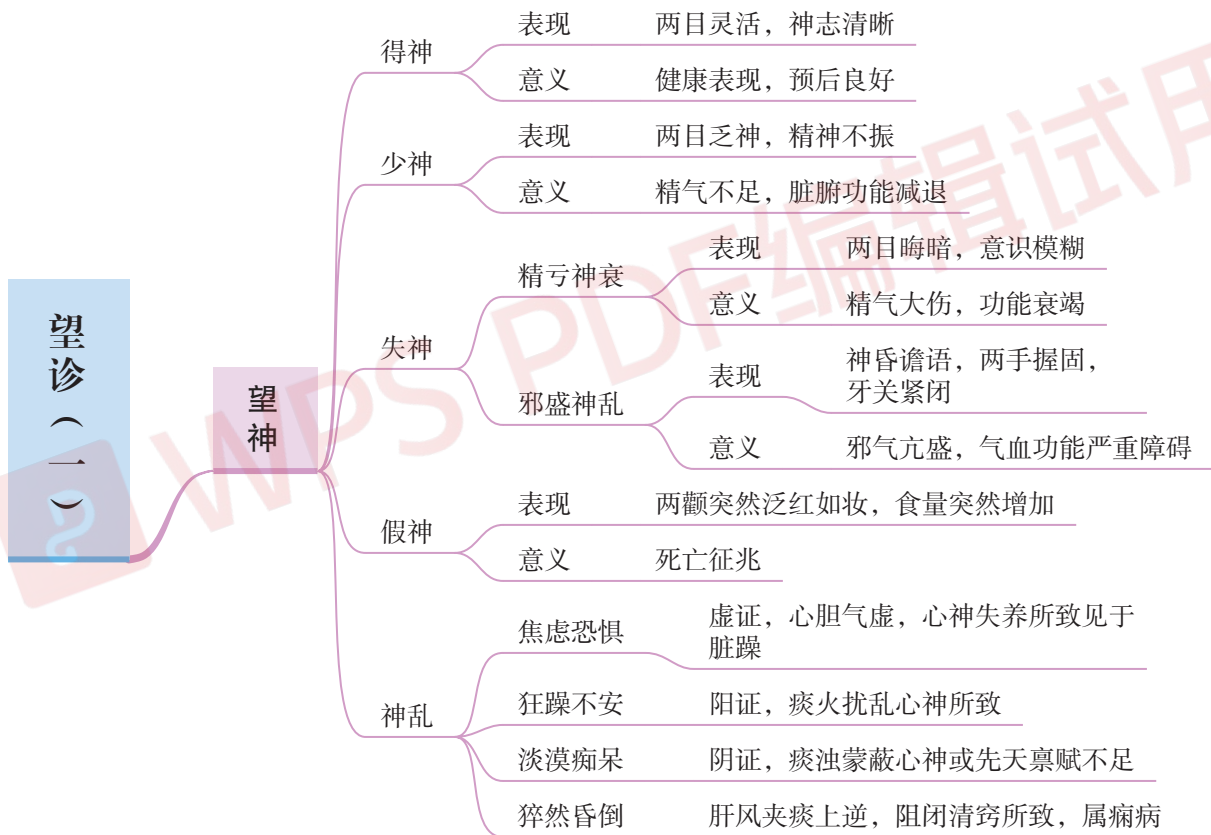 望诊（一）
望神
得神
表现
两目灵活，神志清晰
意义
健康表现，预后良好
少神
表现
两目乏神，精神不振
意义
精气不足，脏腑功能减退
失神
精亏神衰
表现
两目晦暗，意识模糊
意义
精气大伤，功能衰竭
邪盛神乱
表现
神昏谵语，两手握固，
牙关紧闭
意义
邪气亢盛，气血功能严重障碍
假神
表现
两颧突然泛红如妆，食量突然增加
意义
死亡征兆
神乱
焦虑恐惧
虚证，心胆气虚，心神失养所致见于
脏躁
狂躁不安
阳证，痰火扰乱心神所致
淡漠痴呆
阴证，痰浊蒙蔽心神或先天禀赋不足
猝然昏倒
肝风夹痰上逆，阻闭清窍所致，属痫病
WPS PDF编辑试用